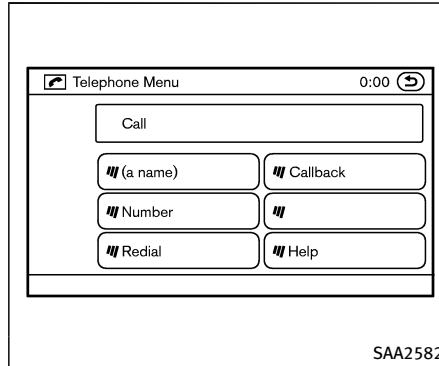 Telephone Menu 0:00
Call
(a name) Callback
Number
Redial Help
SAA2582